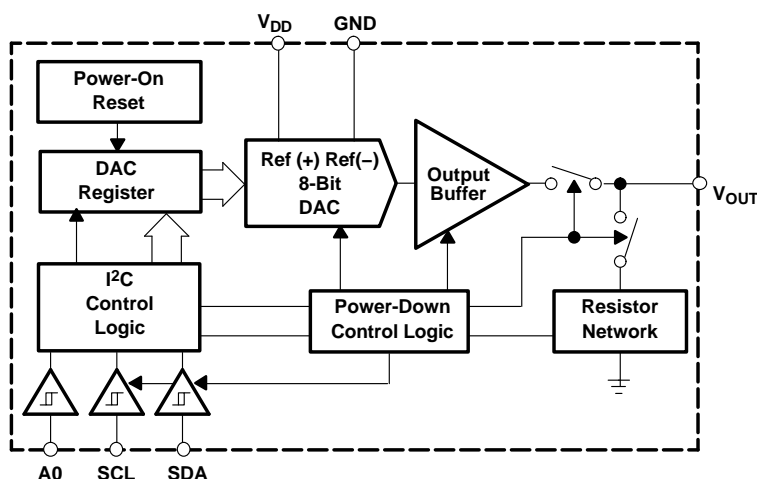 VDD
GND
Power-On
Reset
DAC
Register
Ref (+) Ref(−)
8-Bit
DAC
Output
Buffer
VOUT
I2C
Control
Logic
Power-Down
Control Logic
Resistor
Network
A0
SCL
SDA